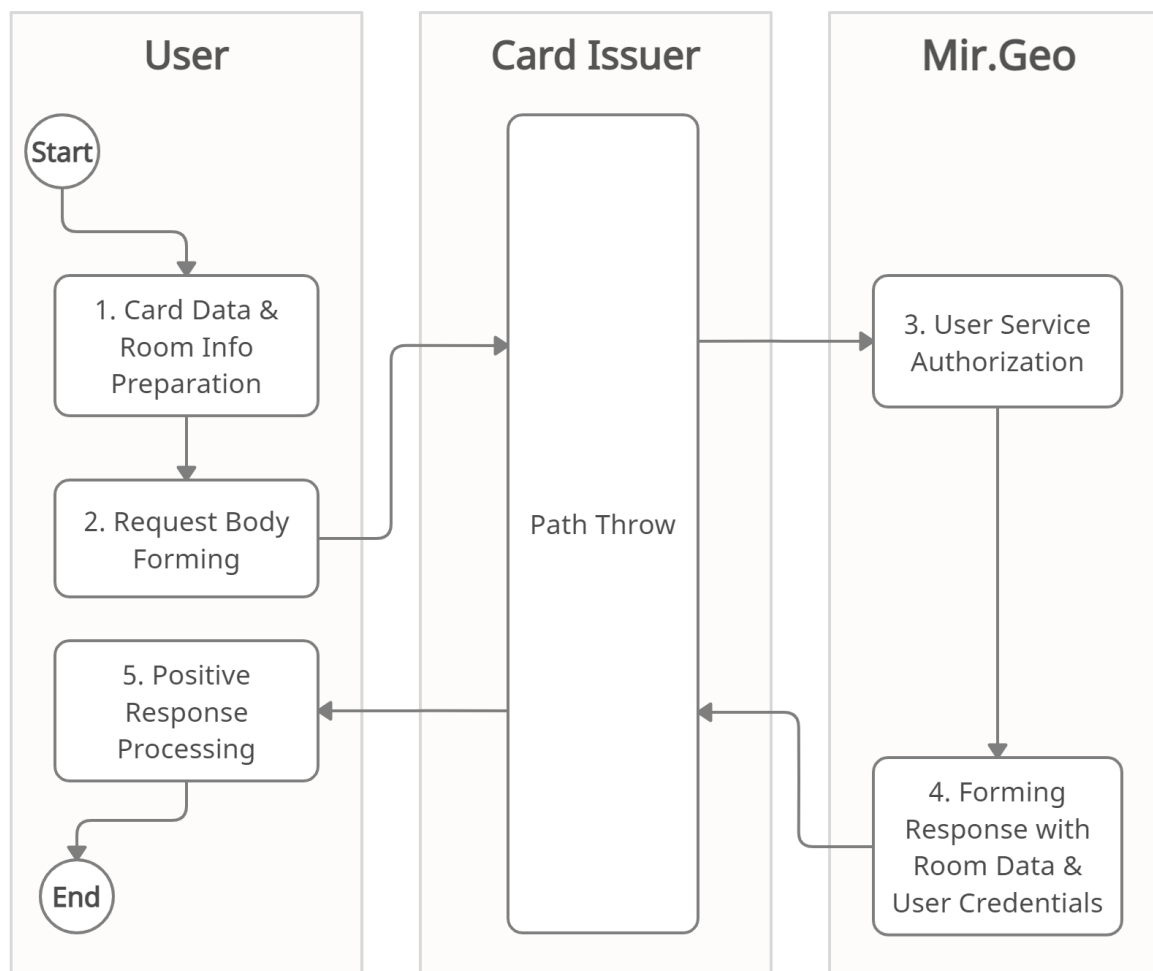 User
Card Issuer
Mir.Geo
Start
1. Card Data &
Room Info
Preparation
2. Request Body
Forming
Path Throw
3. User Service
Authorization
4. Forming
Response with
Room Data &
User Credentials
5. Positive
Response
Processing
End